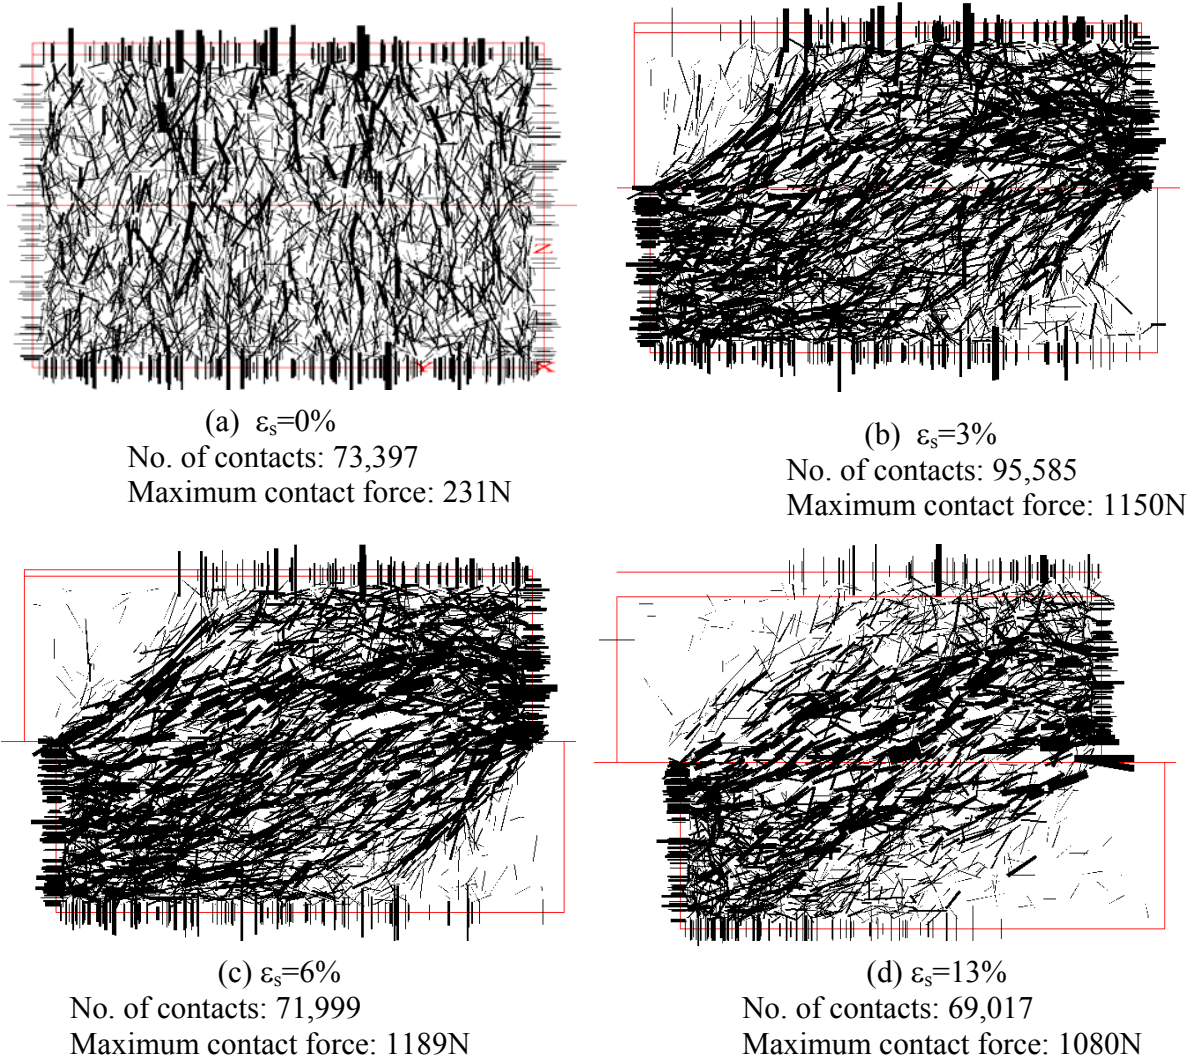 Z
Y
X
(a) εs=0%
No. of contacts: 73,397
Maximum contact force: 231N
(b) εs=3%
No. of contacts: 95,585
Maximum contact force: 1150N
(c) εs=6%
No. of contacts: 71,999
Maximum contact force: 1189N
(d) εs=13%
No. of contacts: 69,017
Maximum contact force: 1080N